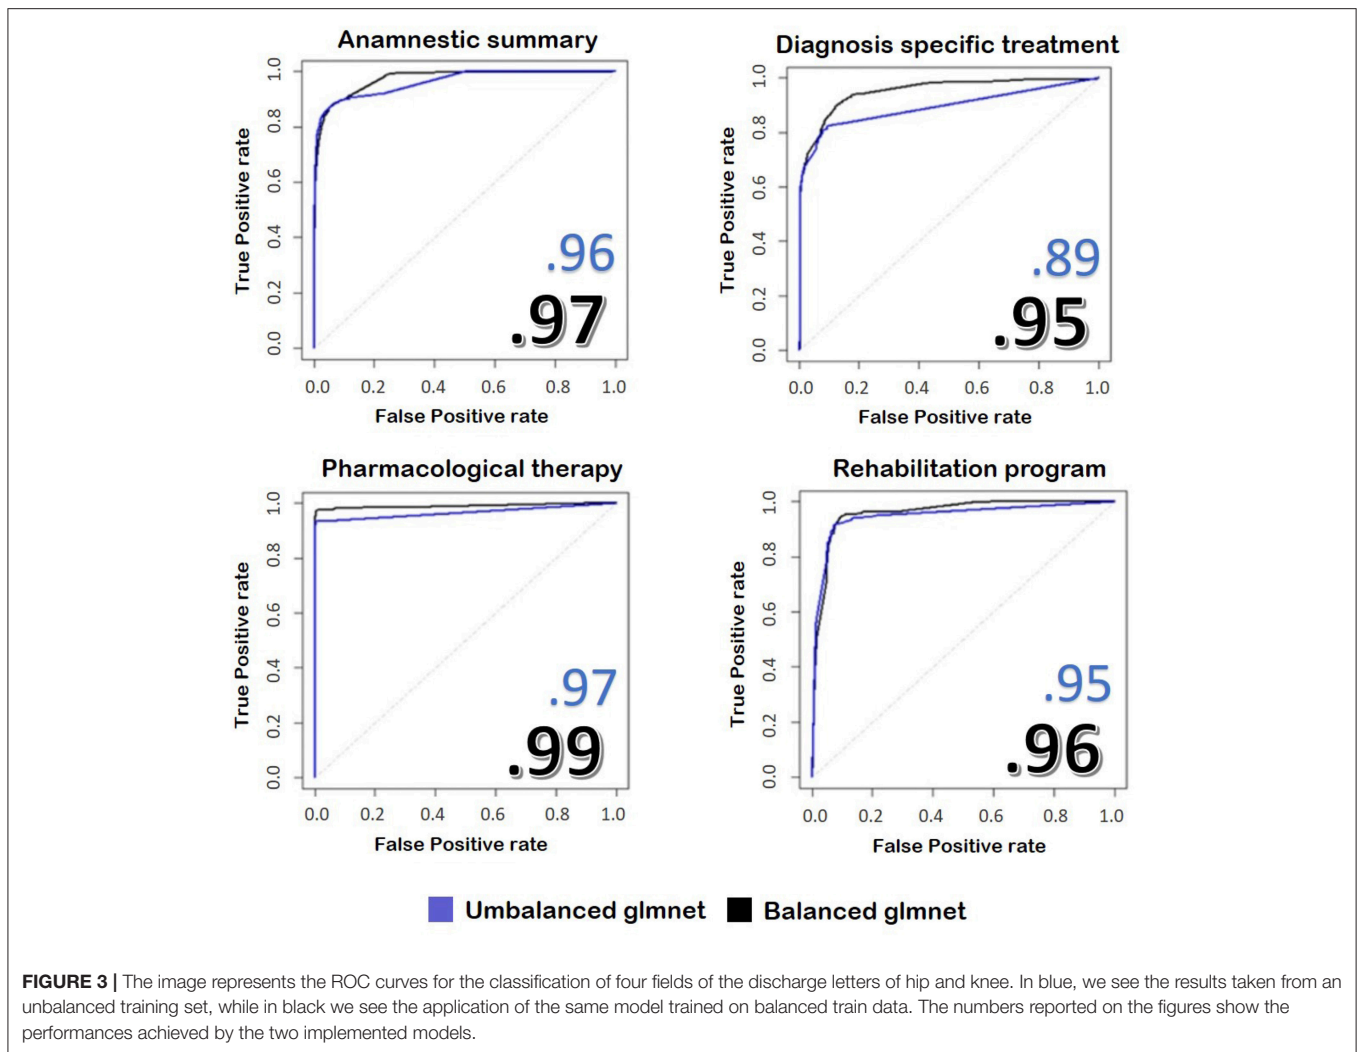 Anamnestic summary
True Positive rate
1.0
0.8
0.6
0.4
0.2
0.0
.96
.97
0.0 0.2 0.4 0.6 0.8 1.0
False Positive rate
Diagnosis specific treatment
True Positive rate
1.0
0.8
0.6
0.4
0.2
0.0
.89
.95
0.0 0.2 0.4 0.6 0.8 1.0
False Positive rate
Pharmacological therapy
True Positive rate
1.0
0.8
0.6
0.4
0.2
0.0
.97
.99
0.0 0.2 0.4 0.6 0.8 1.0
False Positive rate
Rehabilitation program
True Positive rate
1.0
0.8
0.6
0.4
0.2
0.0
.95
.96
0.0 0.2 0.4 0.6 0.8 1.0
False Positive rate
Umbalanced glmnet Balanced glmnet
FIGURE 3 | The image represents the ROC curves for the classification of four fields of the discharge letters of hip and knee. In blue, we see the results taken from an
unbalanced training set, while in black we see the application of the same model trained on balanced train data. The numbers reported on the figures show the
performances achieved by the two implemented models.